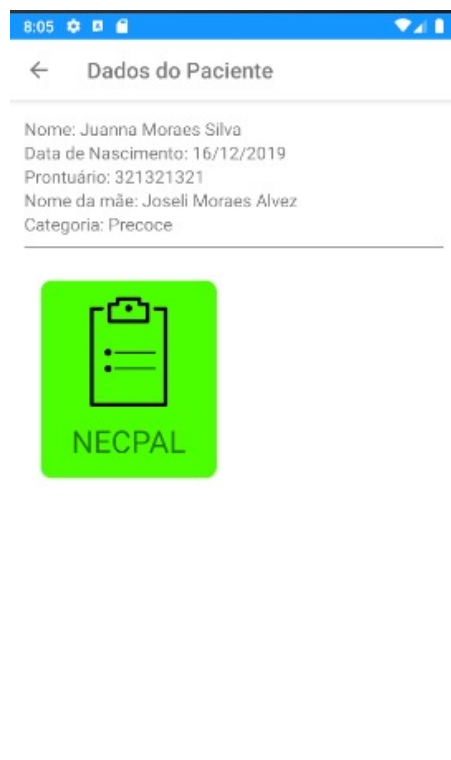 8:05
Dados do Paciente
Nome: Juanna Moraes Silva
Data de Nascimento: 16/12/2019
Prontuário: 321321321
Nome da mãe: Joseli Moraes Alvez
Categoria: Precoce
NECPAL